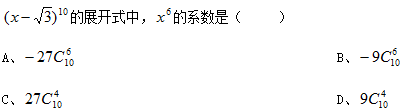 (x−√3)¹⁰的展开式中，x⁶的系数是（　　）
A、−27C₁₀⁶　　B、−9C₁₀⁶
C、27C₁₀⁴　　D、9C₁₀⁴